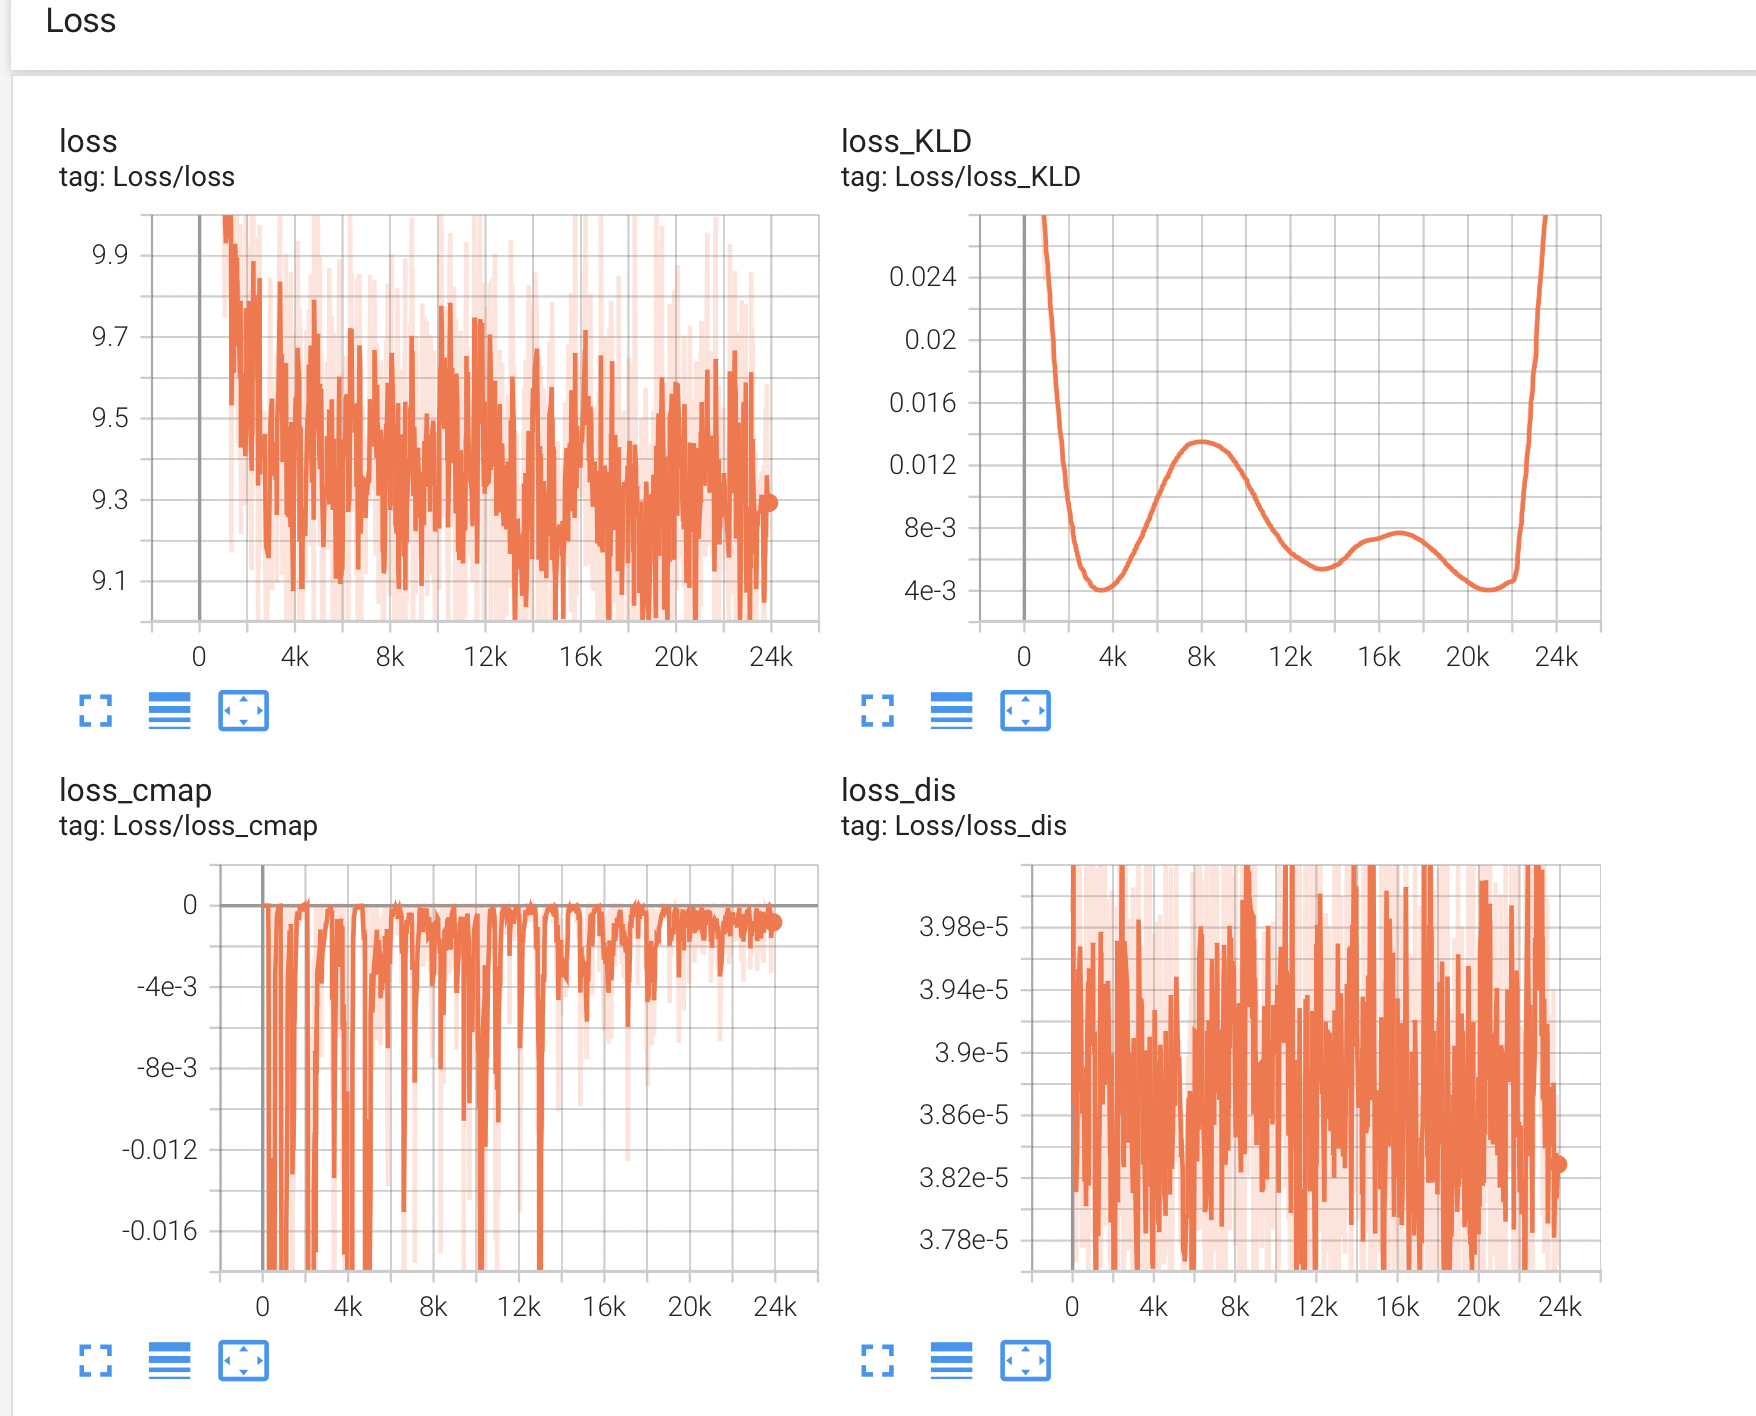 Loss
loss
tag: Loss/loss
9.9
9.7
9.5
9.3
9.1
0 4k 8k 12k 16k 20k 24k
loss_KLD
tag: Loss/loss_KLD
0.024
0.02
0.016
0.012
8e-3
4e-3
0 4k 8k 12k 16k 20k 24k
loss_cmap
tag: Loss/loss_cmap
0
-4e-3
-8e-3
-0.012
-0.016
0 4k 8k 12k 16k 20k 24k
loss_dis
tag: Loss/loss_dis
3.98e-5
3.94e-5
3.9e-5
3.86e-5
3.82e-5
3.78e-5
0 4k 8k 12k 16k 20k 24k